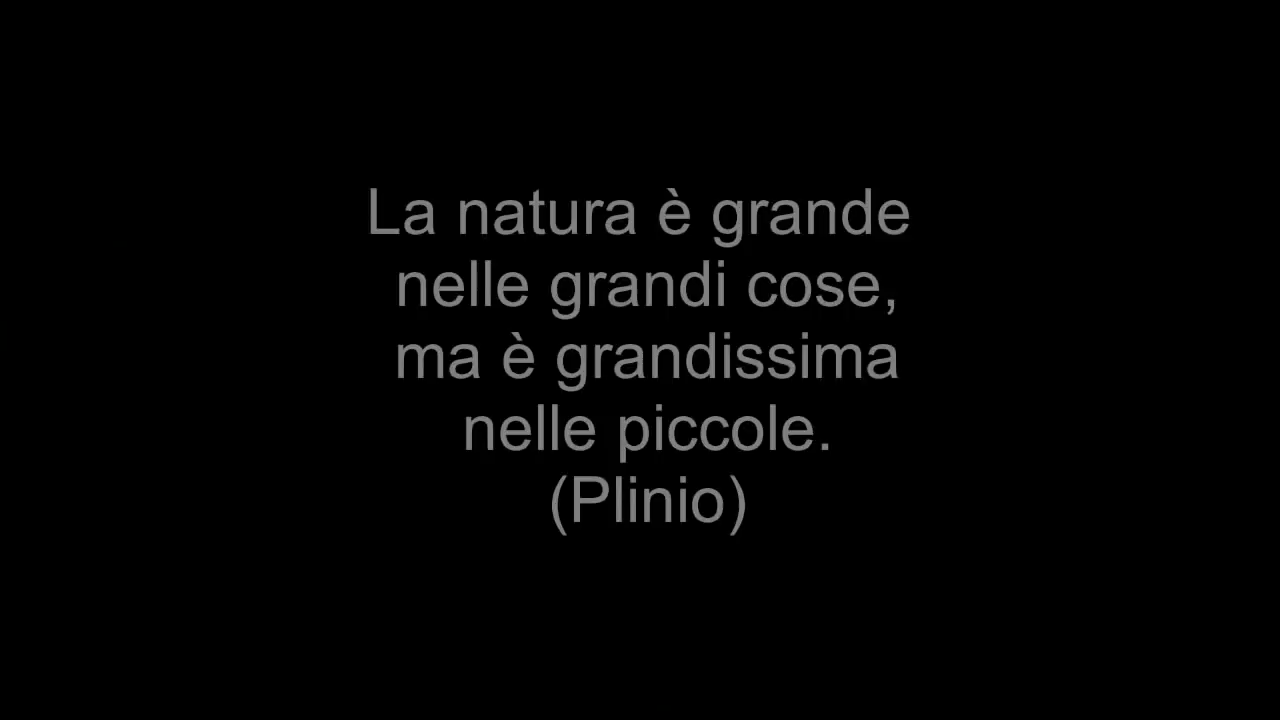 La natura è grande
nelle grandi cose,
ma è grandissima
nelle piccole.
(Plinio)